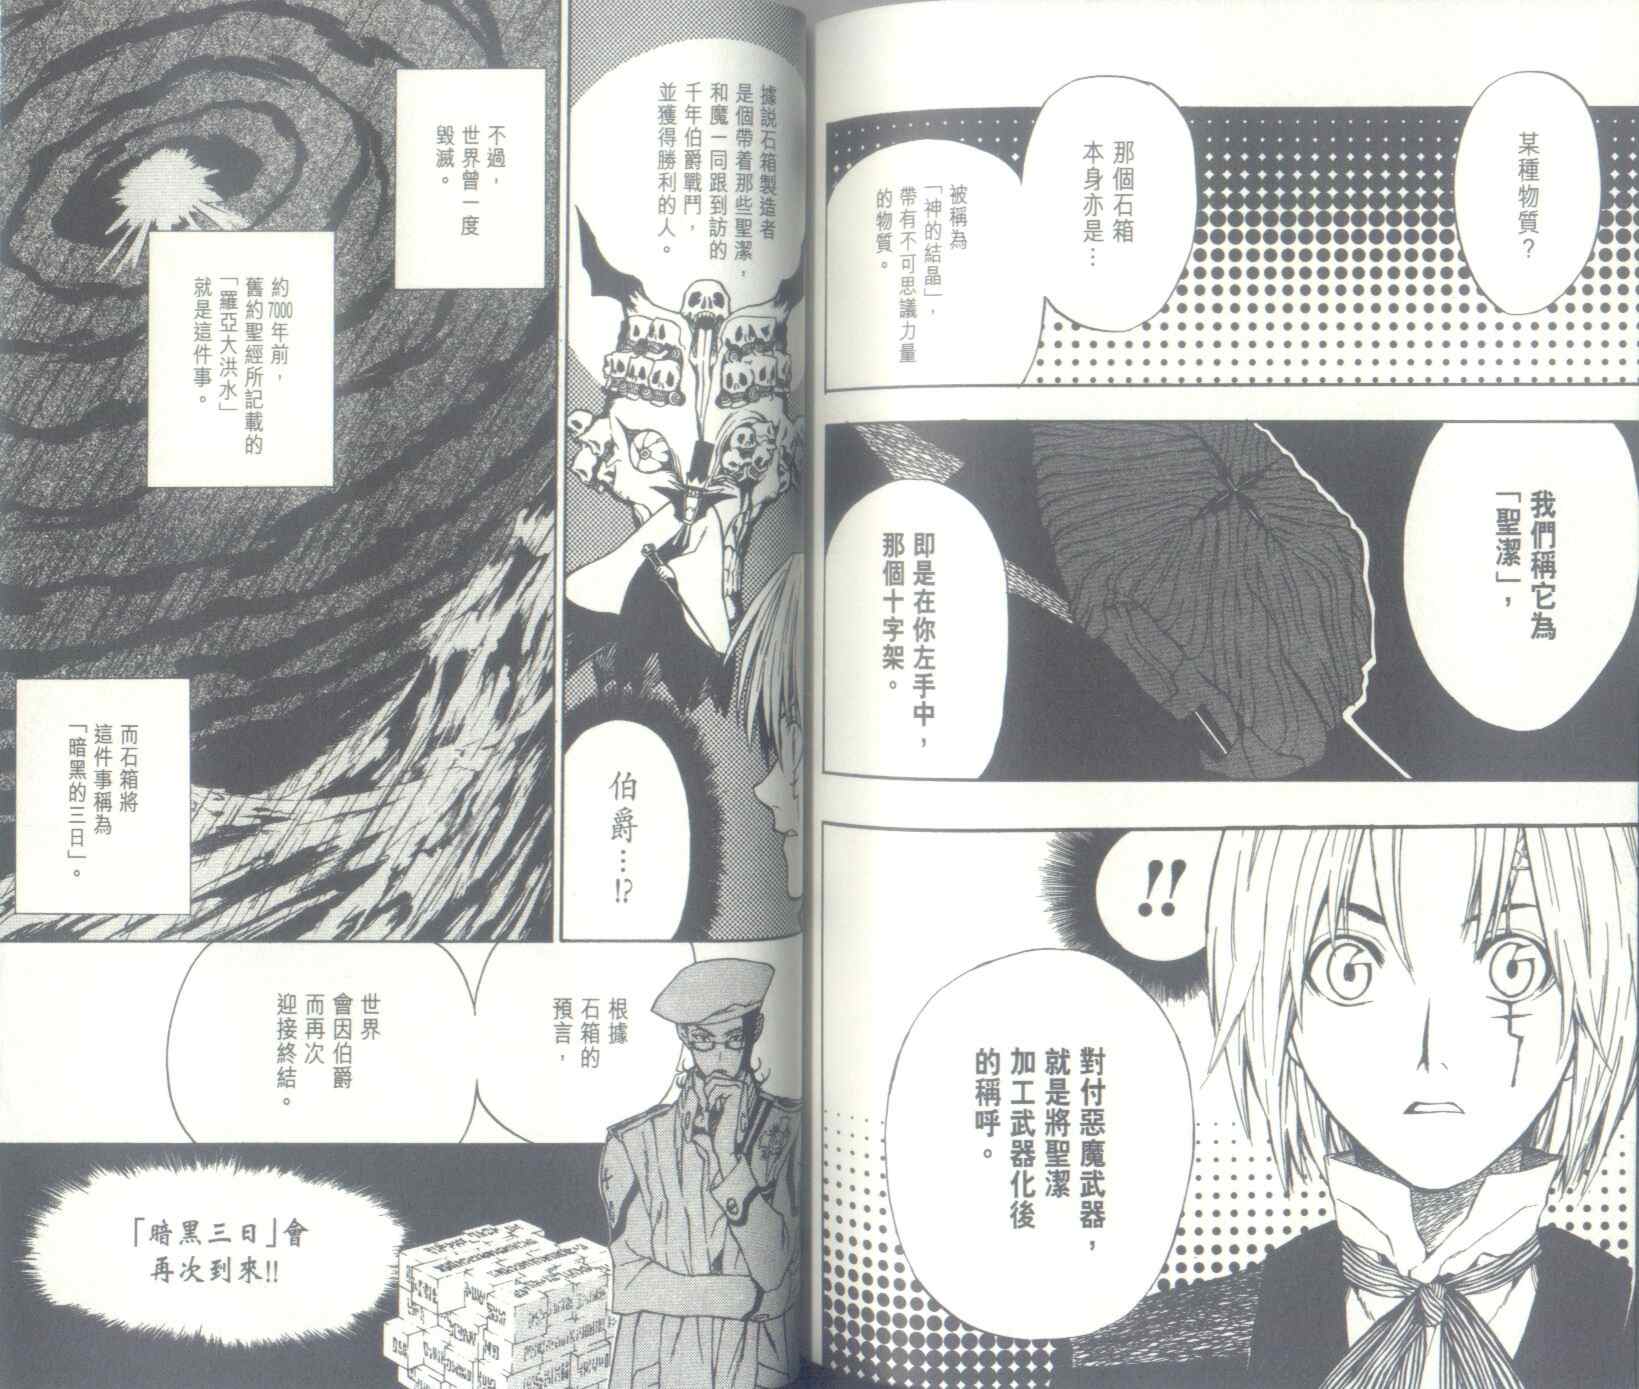 某種物質？
那個石箱
本身亦是…
被稱為
「神的結晶」，
帶有不可思議力量
的物質。
我們稱它為
「聖潔」，
即是在你左手中，
那個十字架。
!!
對付惡魔武器，
就是將聖潔
加工武器化後
的稱呼。
據說石箱製造者
是個帶着那些聖潔，
和魔一同跟到訪的
千年伯爵戰鬥，
並獲得勝利的人。
伯爵…!?
不過，
世界曾一度
毀滅。
約7000年前，
舊約聖經所記載的
「羅亞大洪水」
就是這件事。
而石箱將
這件事稱為
「暗黑的三日」。
根據
石箱的
預言，
世界
會因伯爵
而再次
迎接終結。
「暗黑三日」會
再次到來!!